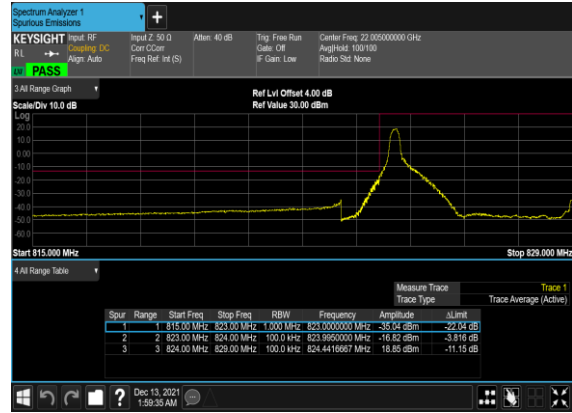 Spectrum Analyzer 1
Spurious Emissions
KEYSIGHT Input: RF Input Z: 50 Ω Atten: 40 dB Trig: Free Run Center Freq: 22.005000000 GHz
RL Coupling: DC Corr CCorr Gate: Off Avg|Hold: 100/100
Align: Auto Freq Ref: Int (S) IF Gain: Low Radio Std: None
PASS
3 All Range Graph
Ref Lvl Offset 4.00 dB
Scale/Div 10.0 dB Ref Value 30.00 dBm
Log
20.0
10.0
0.00
-10.0
-20.0
-30.0
-40.0
-50.0
-60.0
Start 815.000 MHz Stop 829.000 MHz
4 All Range Table
Measure Trace Trace 1
Trace Type Trace Average (Active)
Spur Range Start Freq Stop Freq RBW Frequency Amplitude ΔLimit
1 1 815.00 MHz 823.00 MHz 1.000 MHz 823.0000000 MHz -35.04 dBm -22.04 dB
2 2 823.00 MHz 824.00 MHz 100.0 kHz 823.9950000 MHz -16.82 dBm -3.816 dB
3 3 824.00 MHz 829.00 MHz 100.0 kHz 824.4416667 MHz 18.85 dBm -11.15 dB
Dec 13, 2021
1:59:35 AM